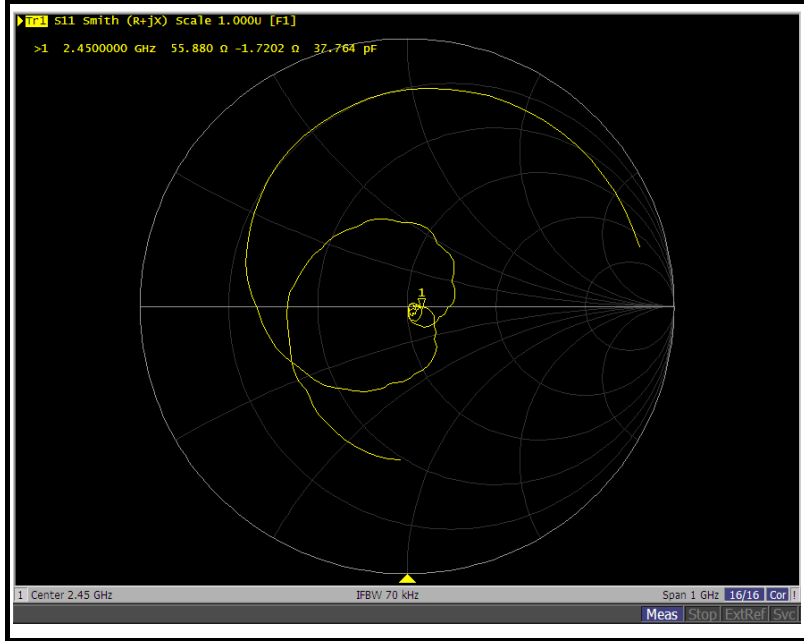 Tr1 S11 Smith (R+jX) Scale 1.000U [F1]
>1 2.4500000 GHz 55.880 Ω -1.7202 Ω 37.764 pF
1
1 Center 2.45 GHz IFBW 70 kHz Span 1 GHz 16/16 Cor !
Meas Stop ExtRef Svc